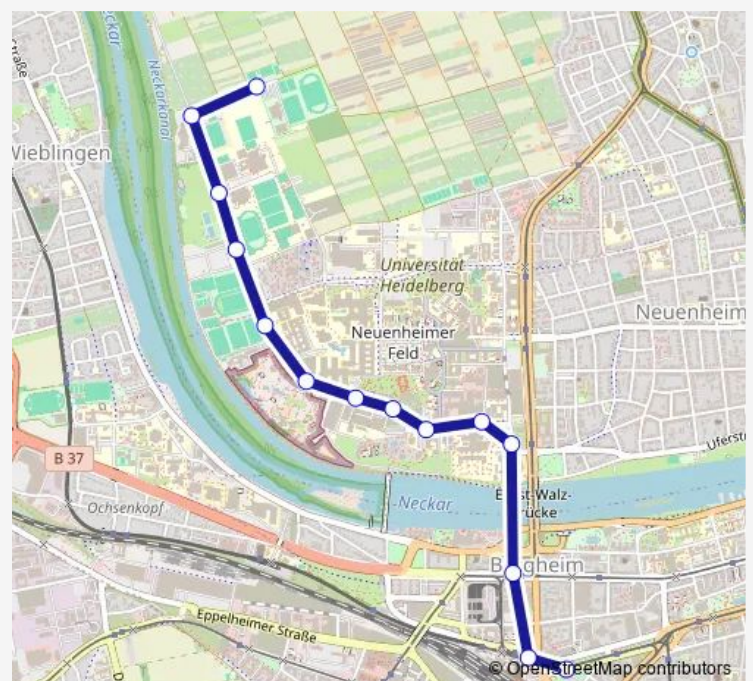 Neckar
Neckarkanal
straße
Wieblingen
Universität
Heidelberg
Neuenheimer
Feld
Neuenheim
B 37
Uferstr
Ochsenkopf
Neckar
Ernst-Walz-
Brücke
Bergheim
Eppelheimer Straße
© OpenStreetMap contributors